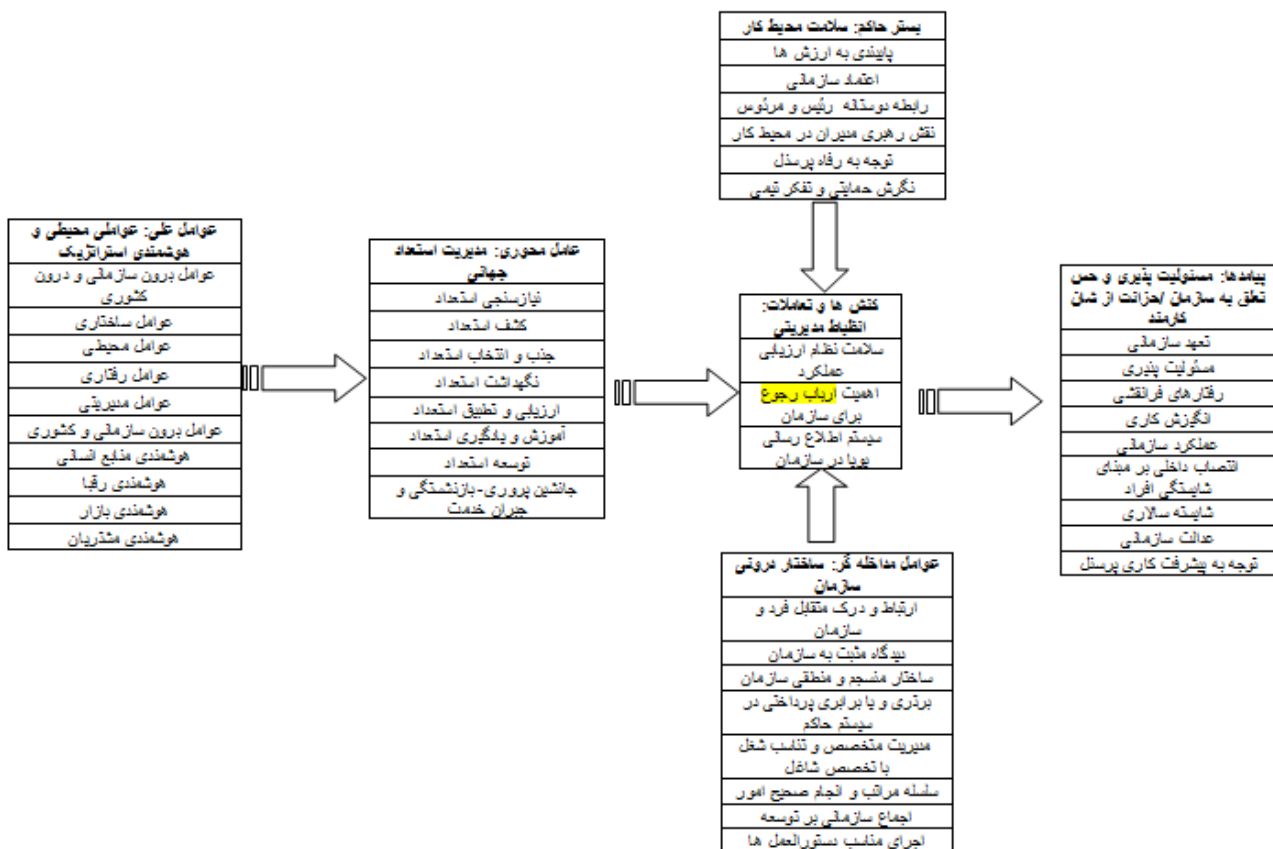 بستر حاکم: سلامت محیط کار
پایبندی به ارزش ها
اعتماد سازمانی
رابطه دوستانه رئیس و مرئوس
نقش رهبری مدیران در محیط کار
توجه به رفاه پرسنل
نگرش حمایتی و تفکر تیمی
عوامل علی: عواملی محیطی و
هوشمندی استراتژیک
عوامل برون سازمانی و درون
کشوری
عوامل ساختاری
عوامل محیطی
عوامل رفتاری
عوامل مدیریتی
عوامل برون سازمانی و کشوری
هوشمندی منابع انسانی
هوشمندی رقبا
هوشمندی بازار
هوشمندی مشتریان
عامل محوری: مدیریت استعداد
جهانی
نیازسنجی استعداد
کشف استعداد
جذب و انتخاب استعداد
نگهداشت استعداد
ارزیابی و تطبیق استعداد
آموزش و یادگیری استعداد
توسعه استعداد
جانشین پروری-بازنشستگی و
جبران خدمت
کنش ها و تعاملات:
انظباط مدیریتی
سلامت نظام ارزیابی
عملکرد
اهمیت ارباب رجوع
برای سازمان
سیستم اطلاع رسانی
پویا در سازمان
پیامدها: مسئولیت پذیری و حس
تعلق به سازمان /حزانت از شان
کارمند
تعهد سازمانی
مسئولیت پذیری
رفتارهای فرانقشی
انگیزش کاری
عملکرد سازمانی
انتصاب داخلی بر مبنای
شایستگی افراد
شایسته سالاری
عدالت سازمانی
توجه به پیشرفت کاری پرسنل
عوامل مداخله گر: ساختار درونی
سازمان
ارتباط و درک متقابل فرد و
سازمان
دیدگاه مثبت به سازمان
ساختار منسجم و منطقی سازمان
برتری و یا برابری پرداختی در
سیستم حاکم
مدیریت متخصص و تناسب شغل
با تخصص شاغل
سلسله مراتب و انجام صحیح امور
اجماع سازمانی بر توسعه
اجرای مناسب دستورالعمل ها